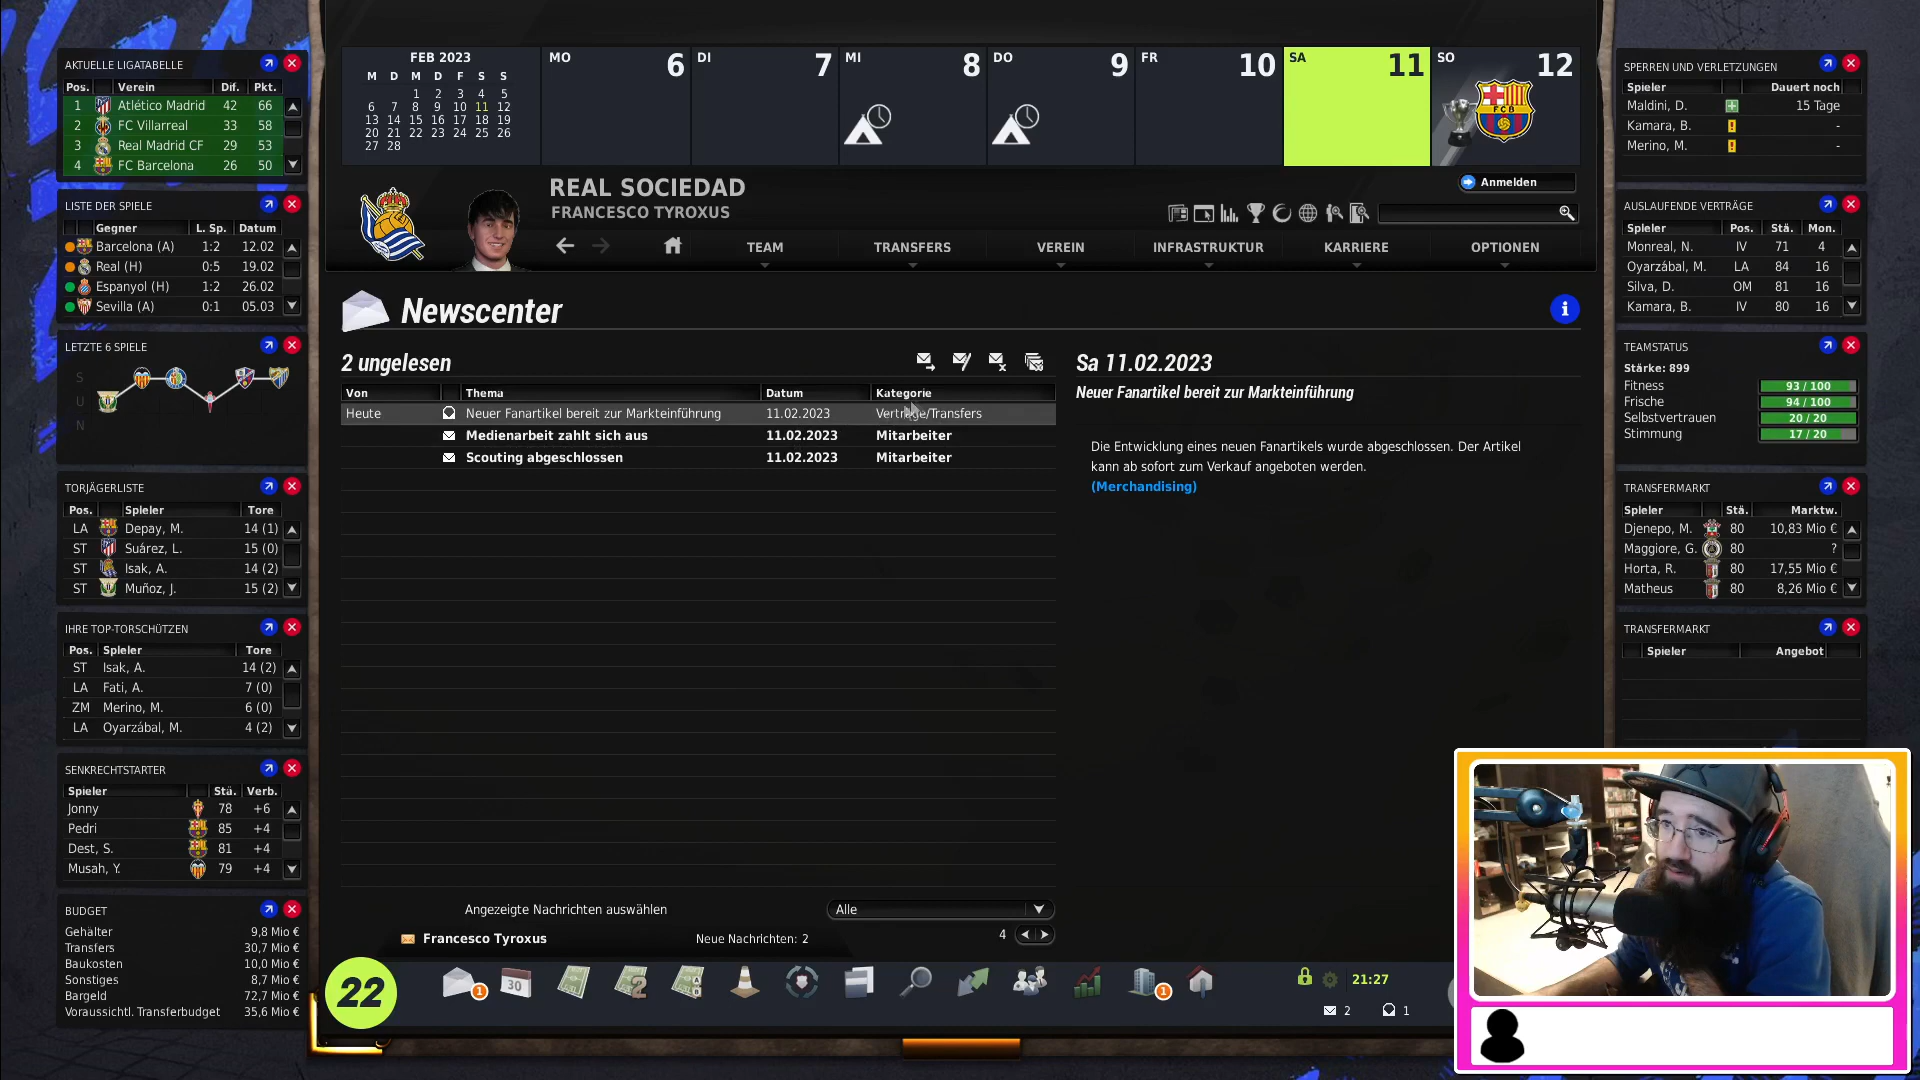 AKTUELLE LIGATABELLE
Pos. Verein Dif. Pkt.
1 Atlético Madrid 42 66
2 FC Villarreal 33 58
3 Real Madrid CF 29 53
4 FC Barcelona 26 50
LISTE DER SPIELE
Gegner L. Sp. Datum
Barcelona (A) 1:2 12.02
Real (H) 0:5 19.02
Espanyol (H) 1:2 26.02
Sevilla (A) 0:1 05.03
LETZTE 6 SPIELE
S
U
N
TORJÄGERLISTE
Pos. Spieler Tore
LA Depay, M. 14 (1)
ST Suárez, L. 15 (0)
ST Isak, A. 14 (2)
ST Muñoz, J. 15 (2)
IHRE TOP-TORSCHÜTZEN
Pos. Spieler Tore
ST Isak, A. 14 (2)
LA Fati, A. 7 (0)
ZM Merino, M. 6 (0)
LA Oyarzábal, M. 4 (2)
SENKRECHTSTARTER
Spieler Stä. Verb.
Jonny 78 +6
Pedri 85 +4
Dest, S. 81 +4
Musah, Y. 79 +4
BUDGET
Gehälter 9,8 Mio €
Transfers 30,7 Mio €
Baukosten 10,0 Mio €
Sonstiges 8,7 Mio €
Bargeld 72,7 Mio €
Voraussichtl. Transferbudget 35,6 Mio €
FEB 2023
M D M D F S S
1 2 3 4 5
6 7 8 9 10 11 12
13 14 15 16 17 18 19
20 21 22 23 24 25 26
27 28
MO 6 DI 7 MI 8 DO 9 FR 10 SA 11 SO 12
FCB
REAL SOCIEDAD
FRANCESCO TYROXUS
Anmelden
TEAM TRANSFERS VEREIN INFRASTRUKTUR KARRIERE OPTIONEN
Newscenter
i
2 ungelesen
Von Thema Datum Kategorie
Heute Neuer Fanartikel bereit zur Markteinführung 11.02.2023 Verträge/Transfers
Medienarbeit zahlt sich aus 11.02.2023 Mitarbeiter
Scouting abgeschlossen 11.02.2023 Mitarbeiter
Sa 11.02.2023
Neuer Fanartikel bereit zur Markteinführung
Die Entwicklung eines neuen Fanartikels wurde abgeschlossen. Der Artikel
kann ab sofort zum Verkauf angeboten werden.
(Merchandising)
Angezeigte Nachrichten auswählen Alle
Francesco Tyroxus Neue Nachrichten: 2 4
22
1 30 2 1
21:27
2 1
SPERREN UND VERLETZUNGEN
Spieler Dauert noch
Maldini, D. 15 Tage
Kamara, B. -
Merino, M. -
AUSLAUFENDE VERTRÄGE
Spieler Pos. Stä. Mon.
Monreal, N. IV 71 4
Oyarzábal, M. LA 84 16
Silva, D. OM 81 16
Kamara, B. IV 80 16
TEAMSTATUS
Stärke: 899
Fitness 93 / 100
Frische 94 / 100
Selbstvertrauen 20 / 20
Stimmung 17 / 20
TRANSFERMARKT
Spieler Stä. Marktw.
Djenepo, M. 80 10,83 Mio €
Maggiore, G. 80 ?
Horta, R. 80 17,55 Mio €
Matheus 80 8,26 Mio €
TRANSFERMARKT
Spieler Angebot